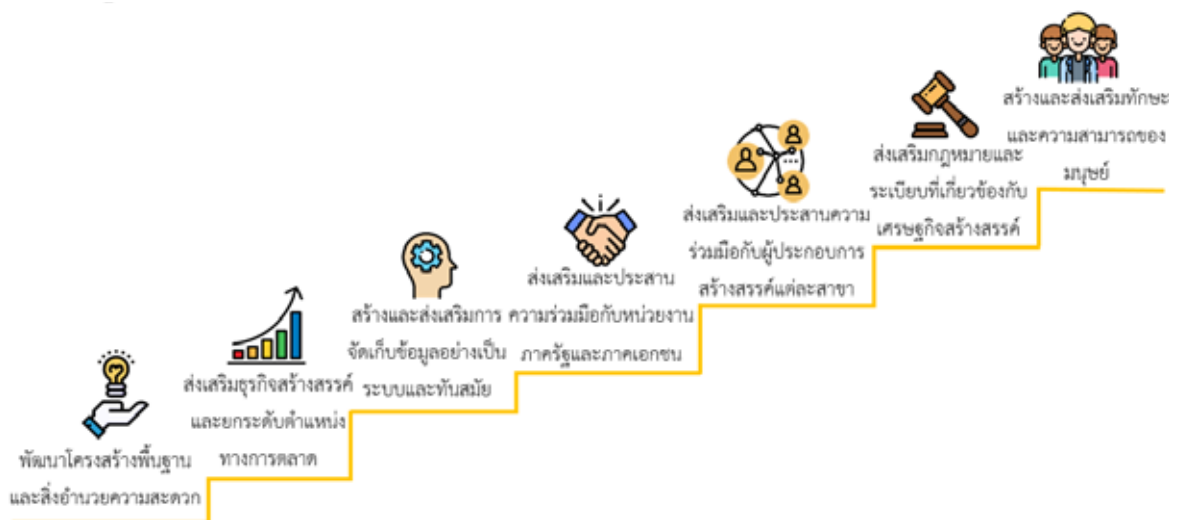 พัฒนาโครงสร้างพื้นฐาน
และสิ่งอำนวยความสะดวก
ส่งเสริมธุรกิจสร้างสรรค์
และยกระดับตำแหน่ง
ทางการตลาด
สร้างและส่งเสริมการ
จัดเก็บข้อมูลอย่างเป็น
ระบบและทันสมัย
ส่งเสริมและประสาน
ความร่วมมือกับหน่วยงาน
ภาครัฐและภาคเอกชน
ส่งเสริมและประสานความ
ร่วมมือกับผู้ประกอบการ
สร้างสรรค์แต่ละสาขา
ส่งเสริมกฎหมายและ
ระเบียบที่เกี่ยวข้องกับ
เศรษฐกิจสร้างสรรค์
สร้างและส่งเสริมทักษะ
และความสามารถของ
มนุษย์